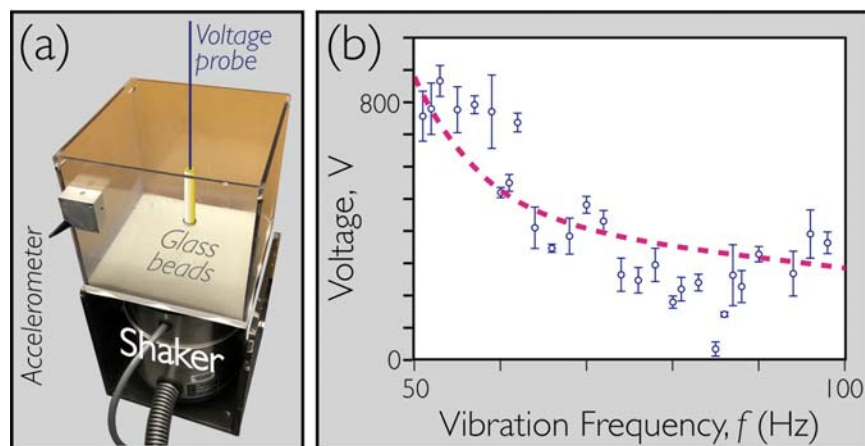 (a)
Voltage
probe
Accelerometer
Glass
beads
Shaker
(b)
Voltage, V
800
0
50
100
Vibration Frequency, f (Hz)